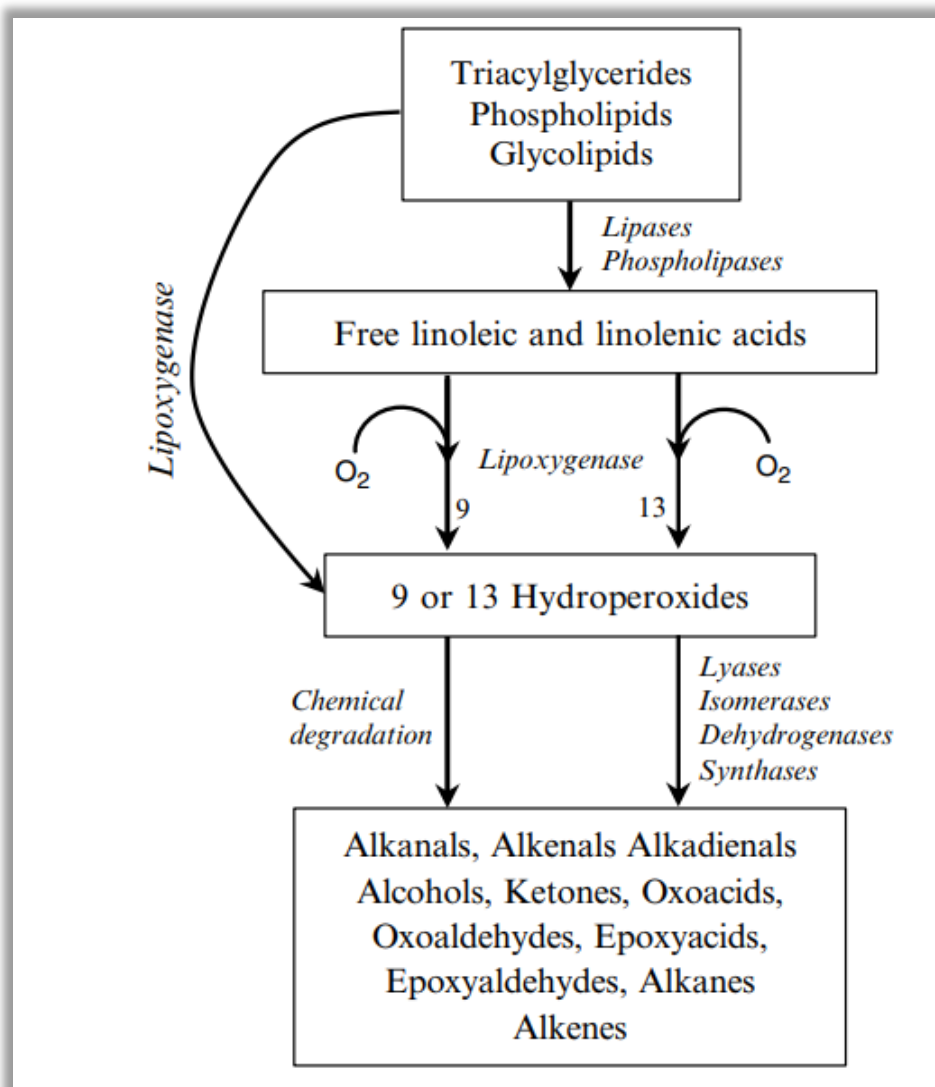 Triacylglycerides
Phospholipids
Glycolipids
Lipases
Phospholipases
Lipoxygenase
Free linoleic and linolenic acids
O2
Lipoxygenase
O2
9
13
9 or 13 Hydroperoxides
Chemical
degradation
Lyases
Isomerases
Dehydrogenases
Synthases
Alkanals, Alkenals Alkadienals
Alcohols, Ketones, Oxoacids,
Oxoaldehydes, Epoxyacids,
Epoxyaldehydes, Alkanes
Alkenes